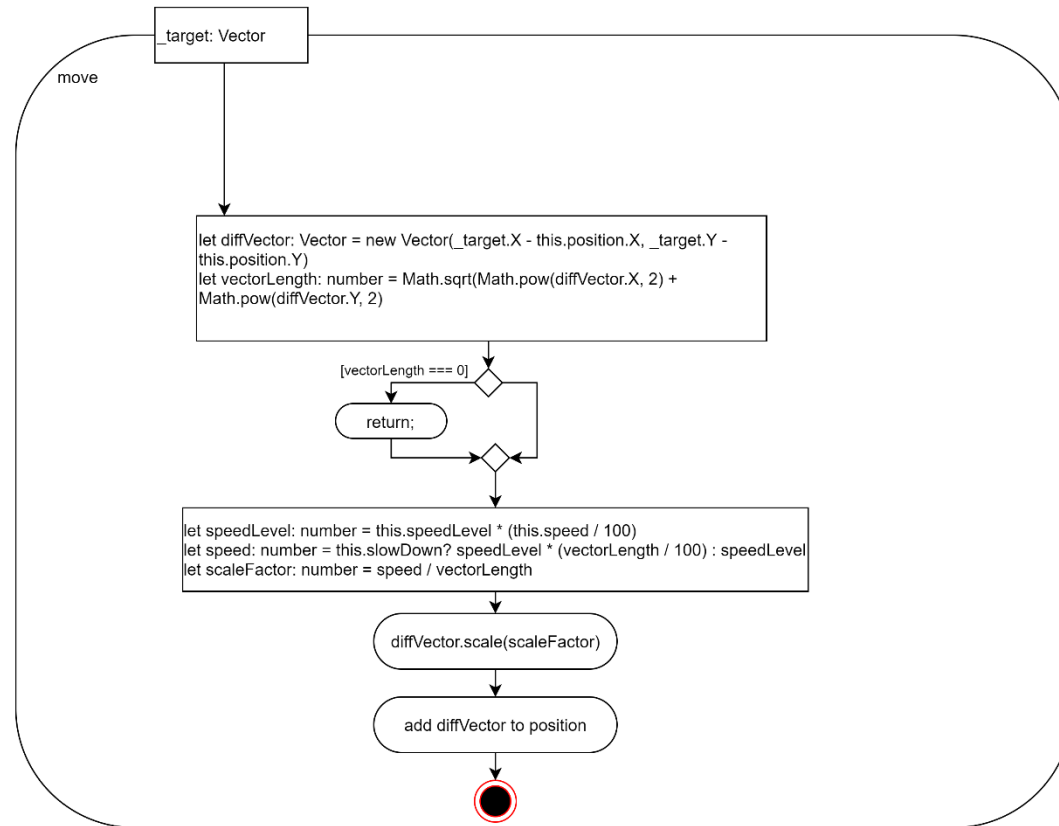 _target: Vector
move
let diffVector: Vector = new Vector(_target.X - this.position.X, _target.Y -
this.position.Y)
let vectorLength: number = Math.sqrt(Math.pow(diffVector.X, 2) +
Math.pow(diffVector.Y, 2)
[vectorLength === 0]
return;
let speedLevel: number = this.speedLevel * (this.speed / 100)
let speed: number = this.slowDown? speedLevel * (vectorLength / 100) : speedLevel
let scaleFactor: number = speed / vectorLength
diffVector.scale(scaleFactor)
add diffVector to position